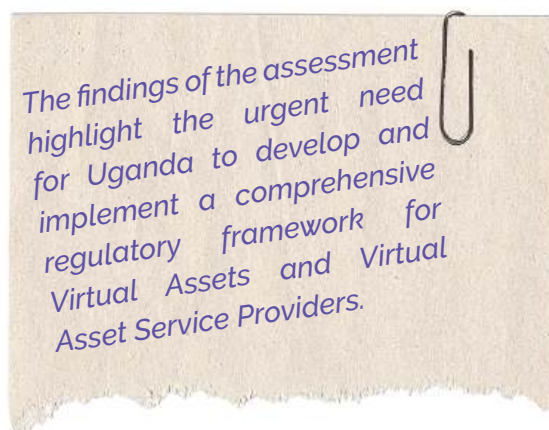 The findings of the assessment
highlight the urgent need
for Uganda to develop and
implement a comprehensive
regulatory framework for
Virtual Assets and Virtual
Asset Service Providers.